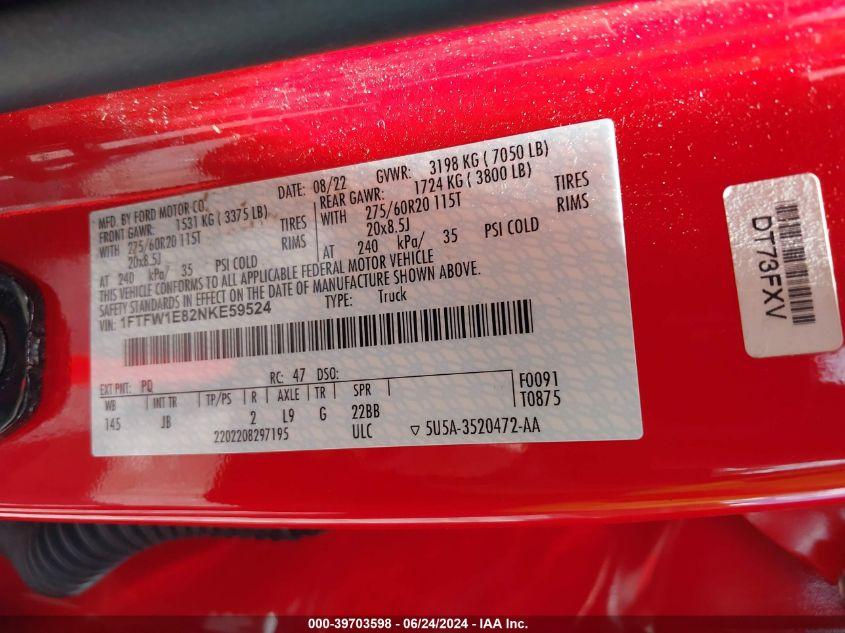 MFD. BY FORD MOTOR CO. DATE: 08/22 GVWR: 3198 KG ( 7050 LB)
FRONT GAWR: 1531 KG ( 3375 LB) REAR GAWR: 1724 KG ( 3800 LB)
WITH 275/60R20 115T TIRES WITH 275/60R20 115T TIRES
20x8.5J RIMS 20x8.5J RIMS
AT 240 kPa/ 35 PSI COLD AT 240 kPa/ 35 PSI COLD
THIS VEHICLE CONFORMS TO ALL APPLICABLE FEDERAL MOTOR VEHICLE
SAFETY STANDARDS IN EFFECT ON THE DATE OF MANUFACTURE SHOWN ABOVE.
VIN: 1FTFW1E82NKE59524 TYPE: Truck
EXT PNT: PQ RC: 47 DSO: F0091
WB INT TR TP/PS R AXLE TR SPR T0875
145 JB 2 L9 G 22BB
2202208297195 ULC ▽ 5U5A-3520472-AA
DT73FXV
000-39703598 - 06/24/2024 - IAA Inc.